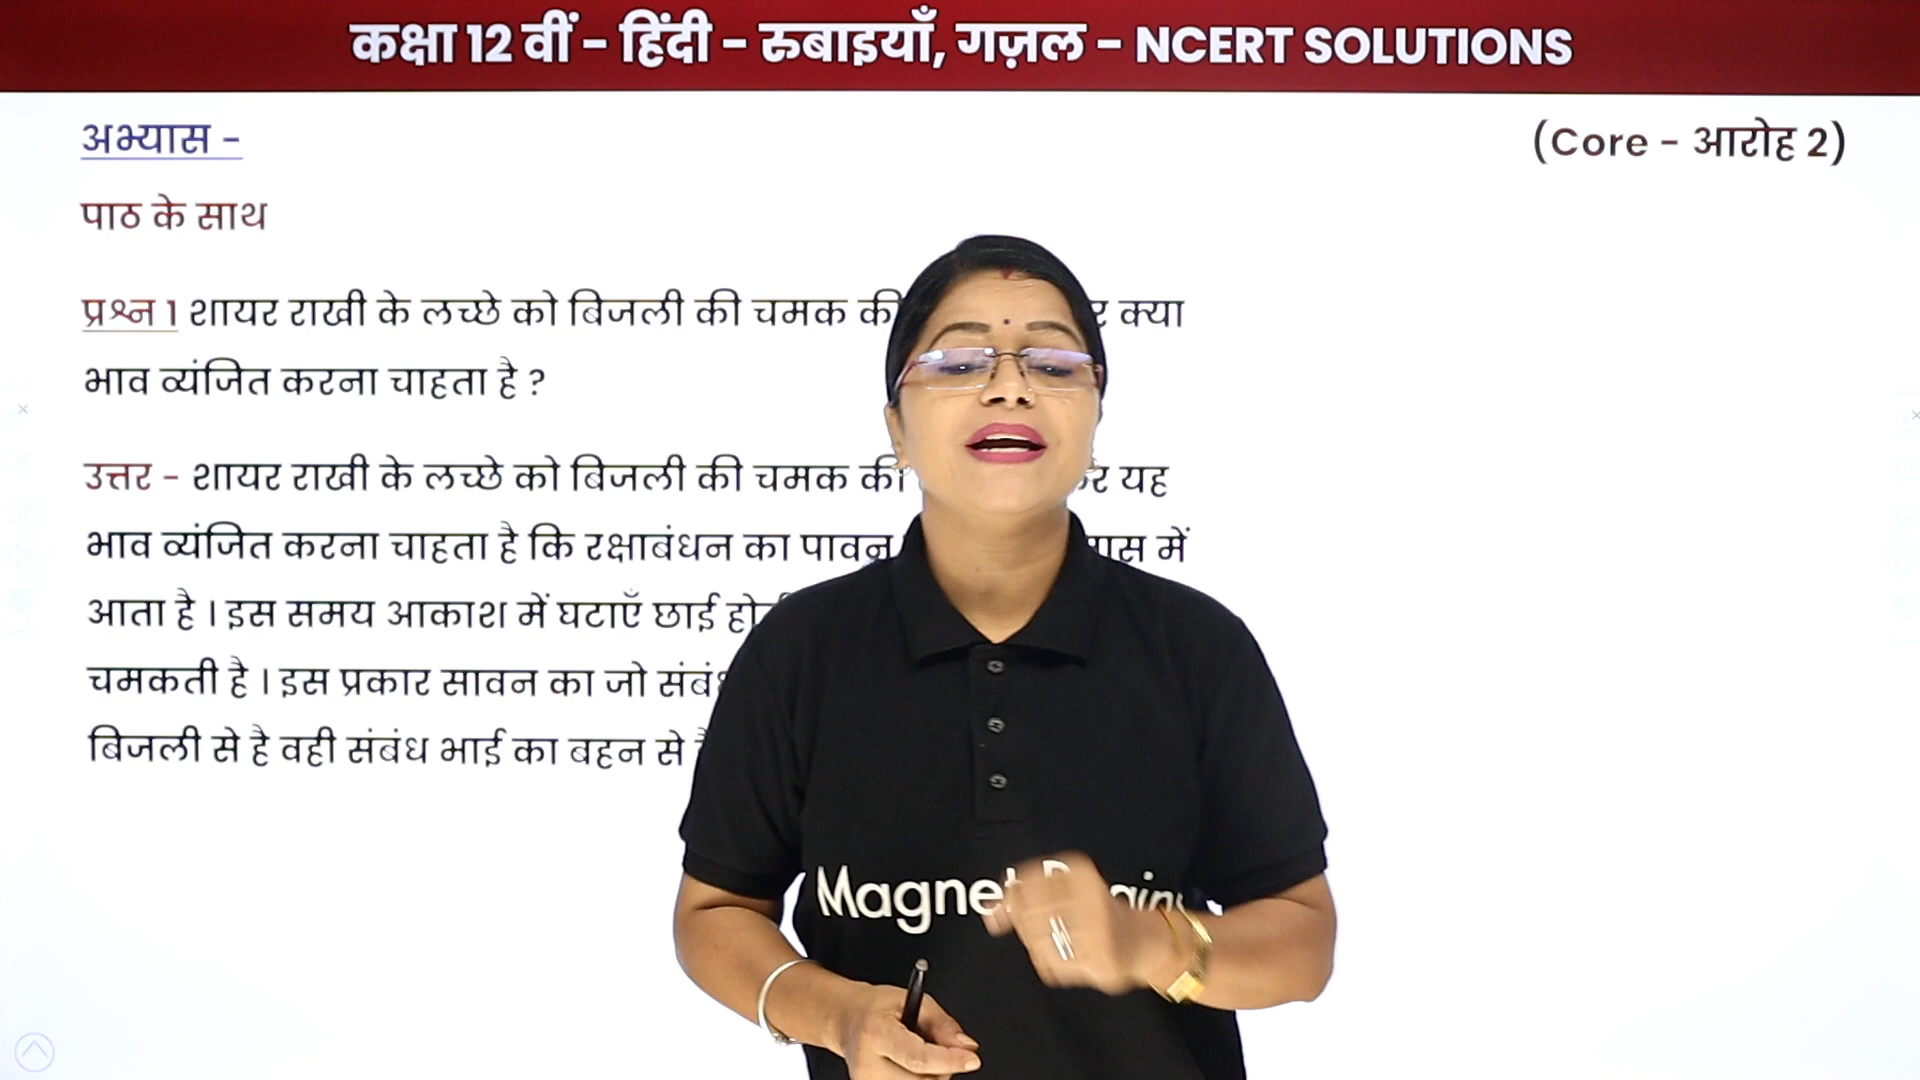 कक्षा 12 वीं - हिंदी - रुबाइयाँ, गज़ल - NCERT SOLUTIONS
अभ्यास -
(Core - आरोह 2)
पाठ के साथ
प्रश्न 1 शायर राखी के लच्छे को बिजली की चमक की क्या
भाव व्यंजित करना चाहता है ?
उत्तर - शायर राखी के लच्छे को बिजली की चमक की यह
भाव व्यंजित करना चाहता है कि रक्षाबंधन का पावन में
आता है । इस समय आकाश में घटाएँ छाई
चमकती है । इस प्रकार सावन का जो
बिजली से है वही संबंध भाई का बहन से
Magnet